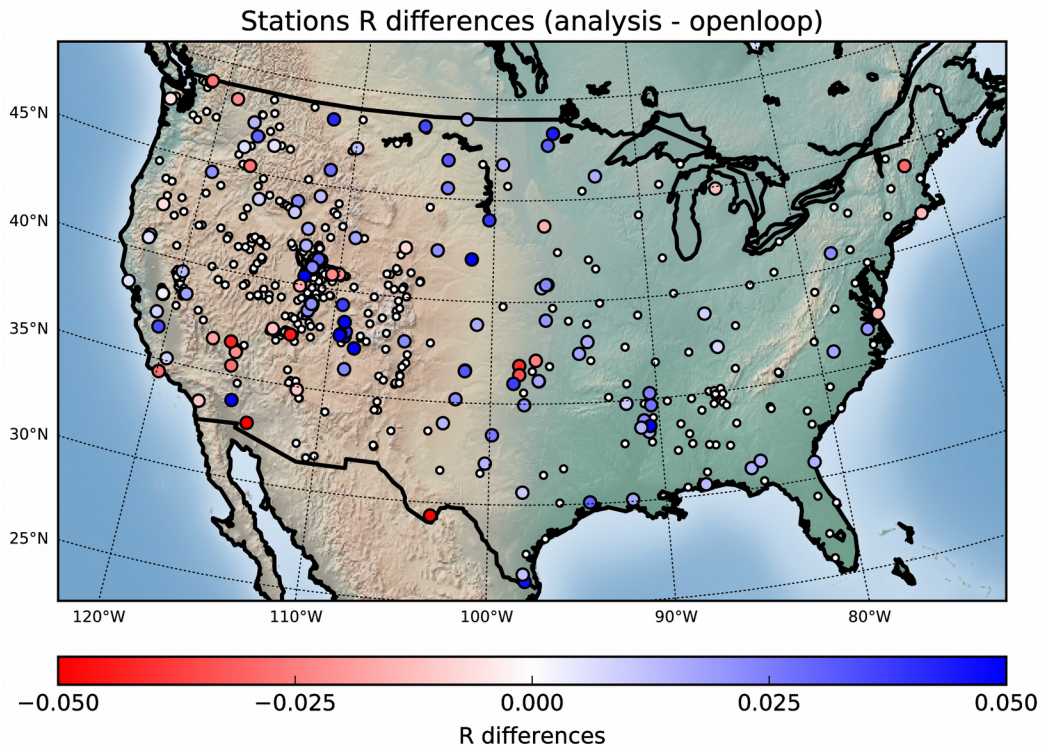 Stations R differences (analysis - openloop)
45°N
40°N
35°N
30°N
25°N
120°W 110°W 100°W 90°W 80°W
−0.050 −0.025 0.000 0.025 0.050
R differences